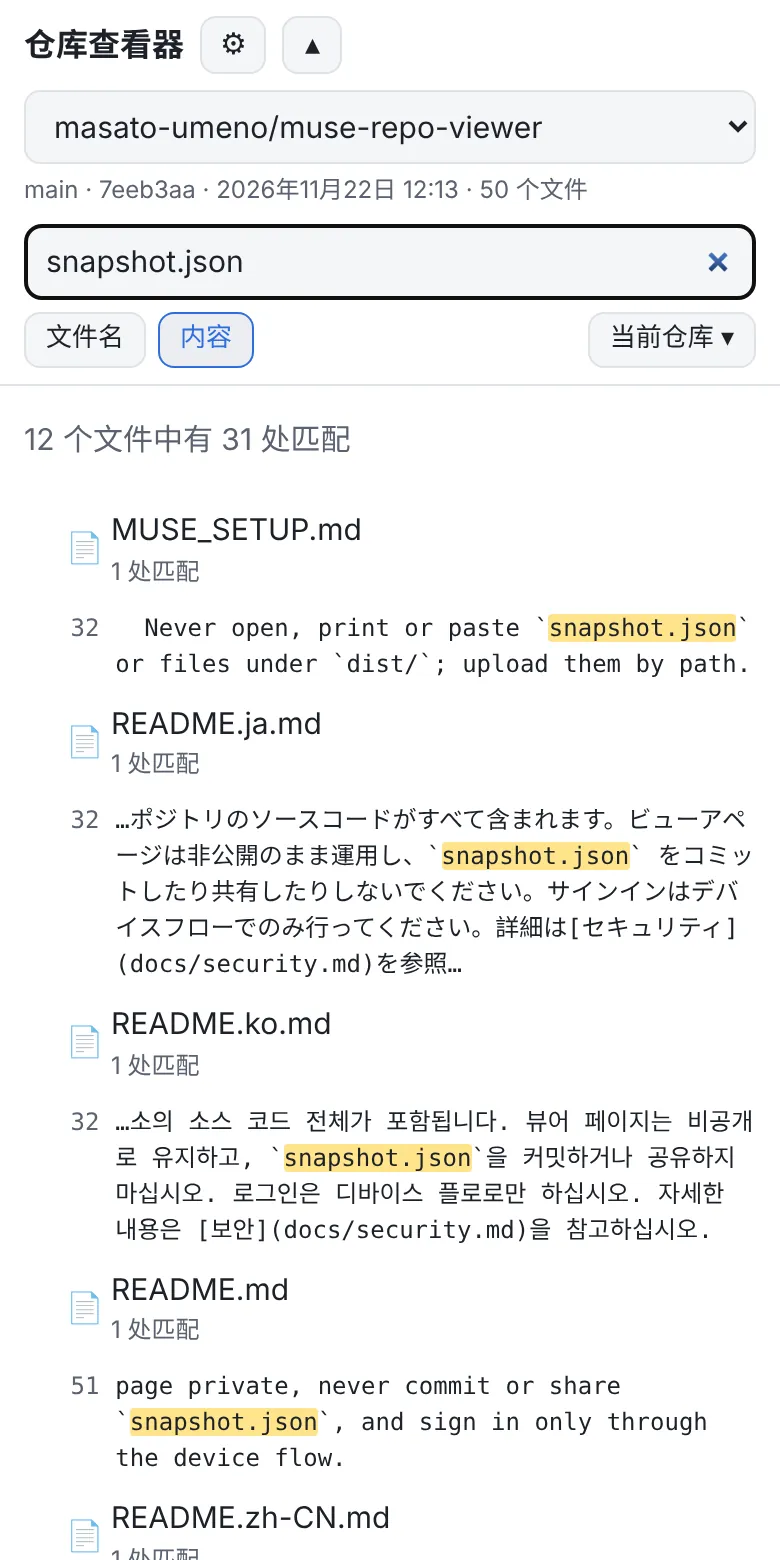 仓库查看器 ⚙ ▲
masato-umeno/muse-repo-viewer
main · 7eeb3aa · 2026年11月22日 12:13 · 50 个文件
snapshot.json ×
文件名 内容 当前仓库 ▾
12 个文件中有 31 处匹配
MUSE_SETUP.md
1 处匹配
32 Never open, print or paste `snapshot.json`
or files under `dist/`; upload them by path.
README.ja.md
1 处匹配
32 …ポジトリのソースコードがすべて含まれます。ビューアペ
ージは非公開のまま運用し、`snapshot.json` をコミッ
トしたり共有したりしないでください。サインインはデバ
イスフローでのみ行ってください。詳細は[セキュリティ]
(docs/security.md)を参照…
README.ko.md
1 处匹配
32 …소의 소스 코드 전체가 포함됩니다. 뷰어 페이지는 비공개
로 유지하고, `snapshot.json`을 커밋하거나 공유하지
마십시오. 로그인은 디바이스 플로로만 하십시오. 자세한
내용은 [보안](docs/security.md)을 참고하십시오.
README.md
1 处匹配
51 page private, never commit or share
`snapshot.json`, and sign in only through
the device flow.
README.zh-CN.md
1 处匹配